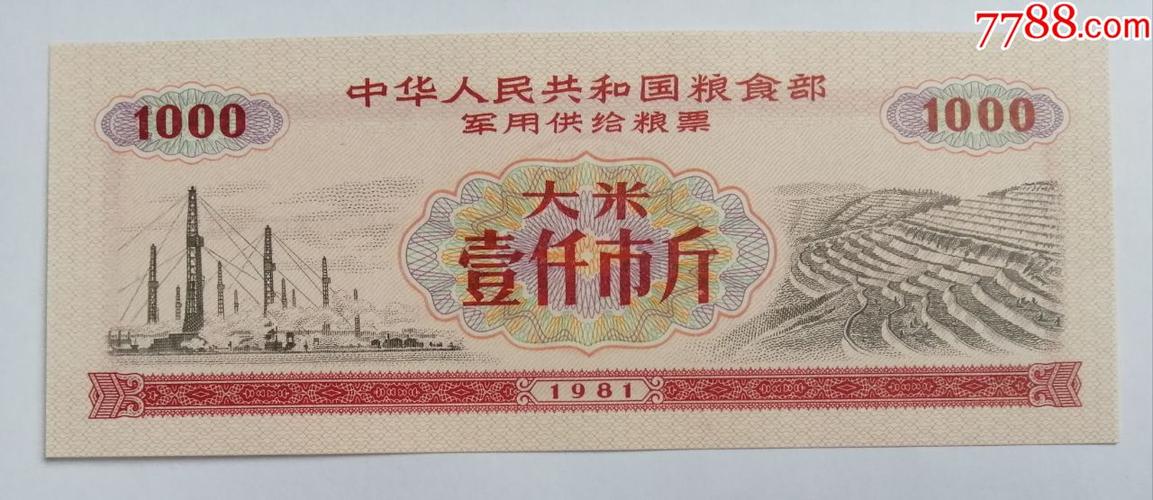 7788.com
中华人民共和国粮食部
军用供给粮票
1000
1000
大米
壹仟市斤
1981